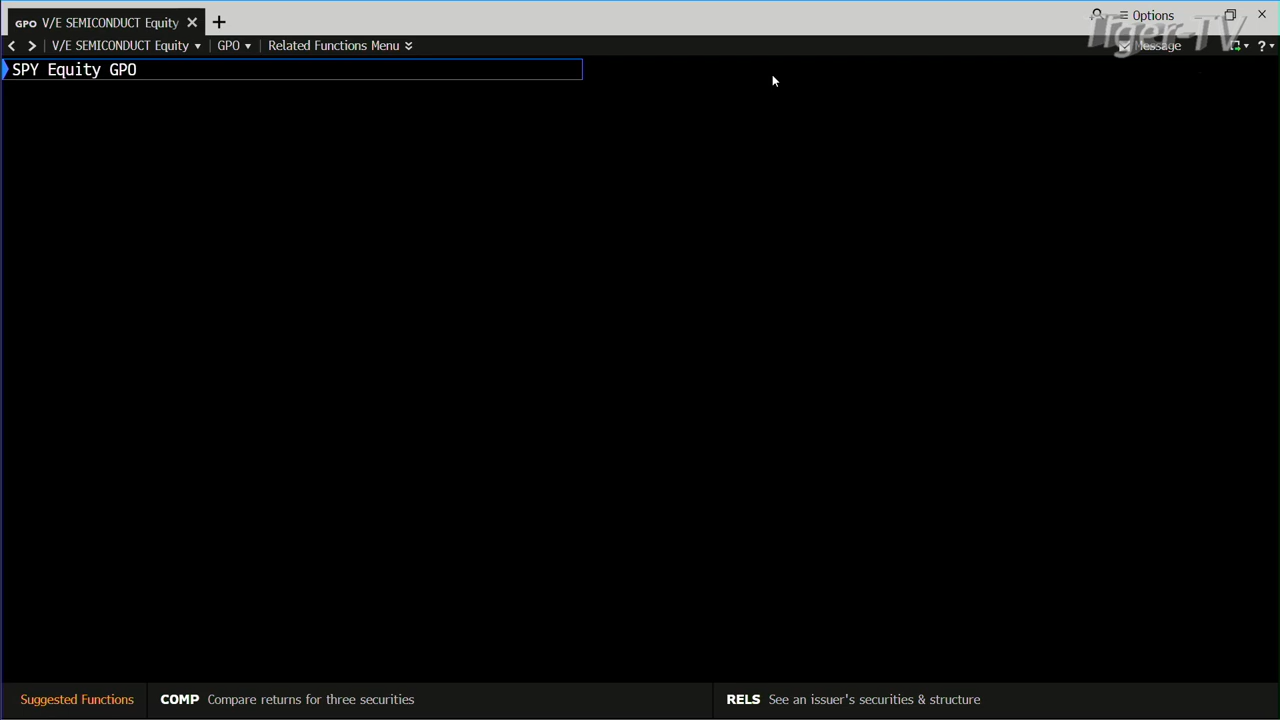 GPO V/E SEMICONDUCT Equity
Options
V/E SEMICONDUCT Equity GPO Related Functions Menu
Message ?
Tiger-TV
SPY Equity GPO
Suggested Functions COMP Compare returns for three securities RELS See an issuer's securities & structure